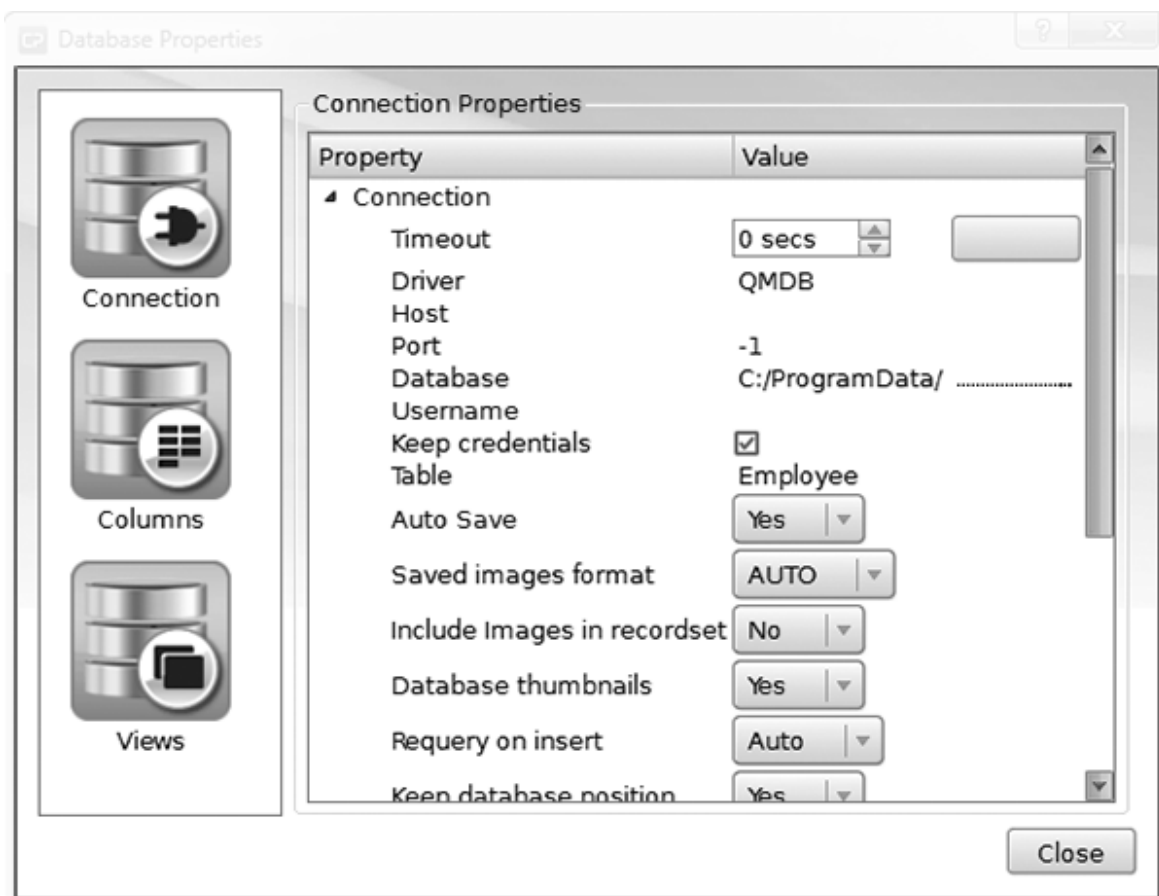 Database Properties
Connection
Columns
Views
Connection Properties
Property Value
Connection
Timeout 0 secs
Driver QMDB
Host
Port -1
Database C:/ProgramData/ ........................
Username
Keep credentials
Table Employee
Auto Save Yes
Saved images format AUTO
Include Images in recordset No
Database thumbnails Yes
Requery on insert Auto
Keep database position Yes
Close